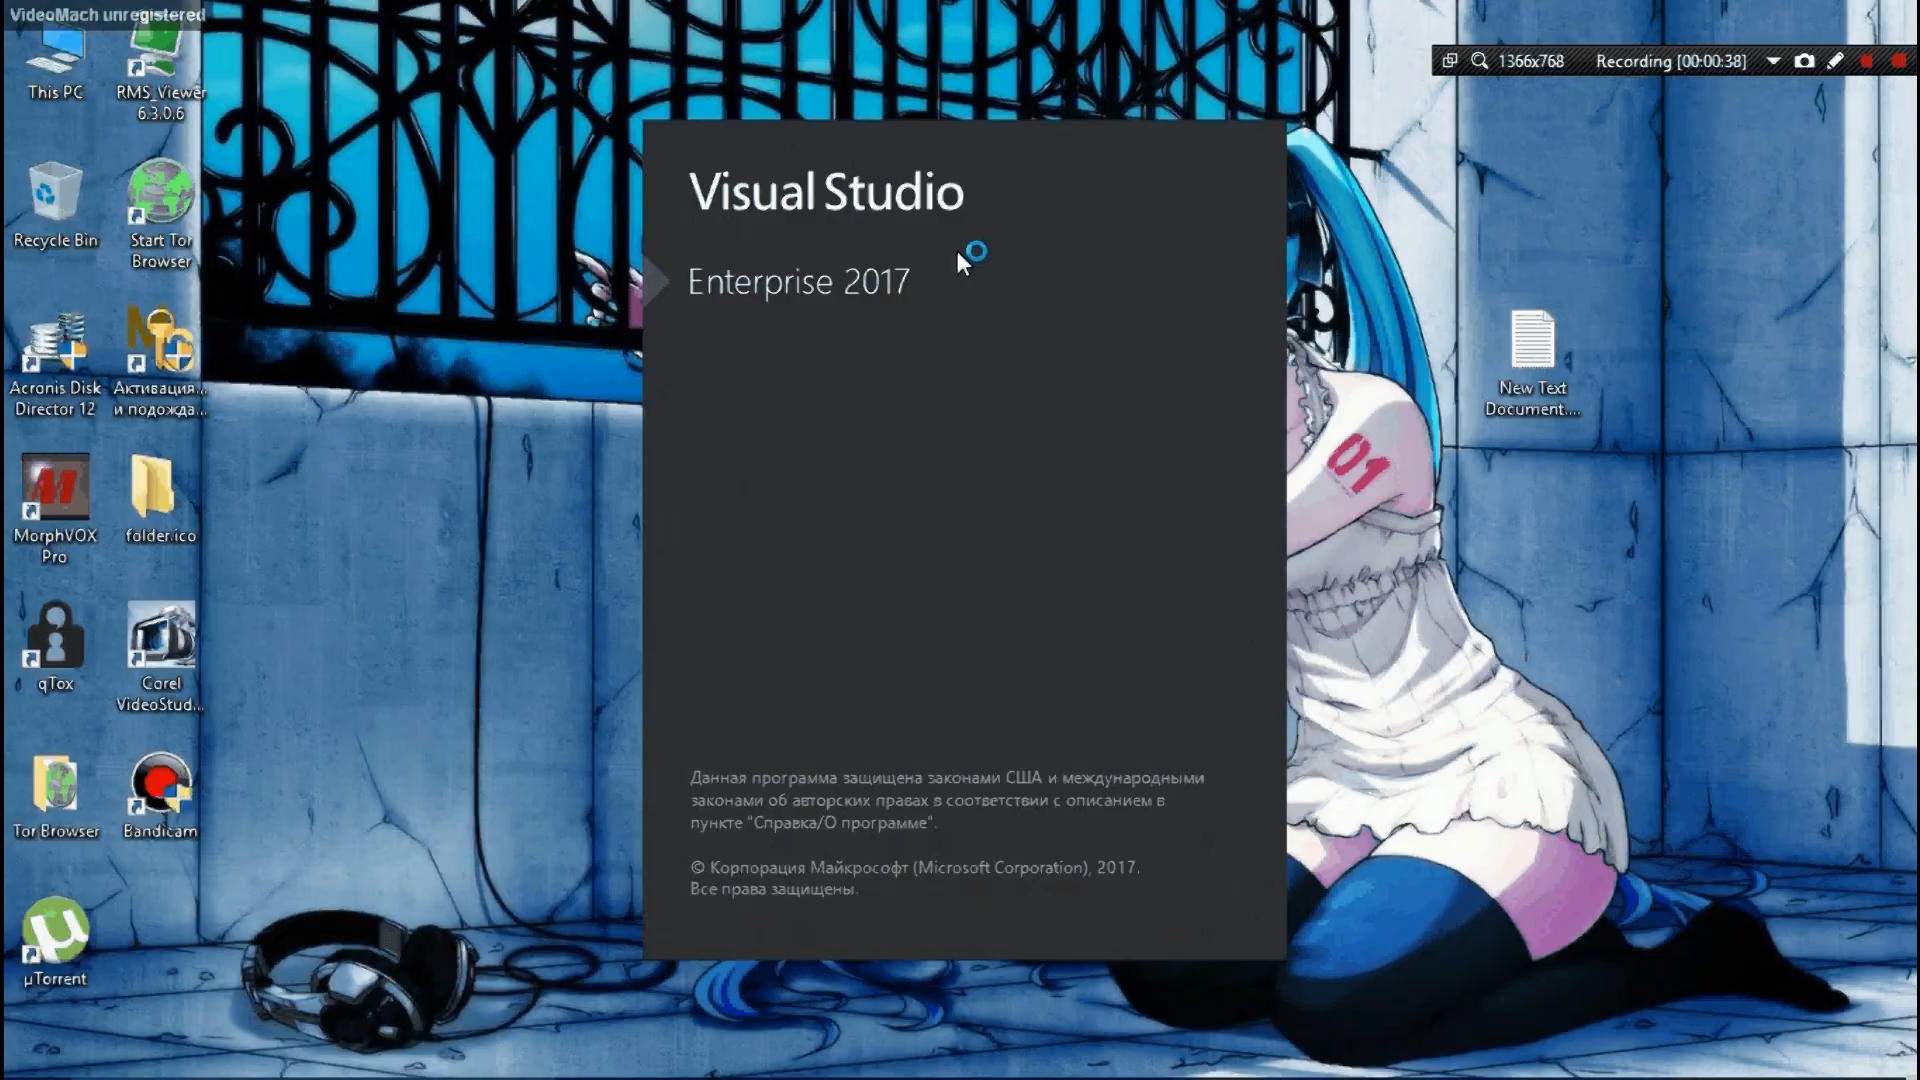 VideoMach unregistered
This PC
RMS_Viewer
6.3.0.6
1366x768
Recording [00:00:38]
Visual Studio
Enterprise 2017
Recycle Bin
Start Tor
Browser
Acronis Disk
Director 12
Активация...
и подожда...
New Text
Document....
MorphVOX
Pro
folder.ico
01
qTox
Corel
VideoStud...
Tor Browser
Bandicam
µTorrent
Данная программа защищена законами США и международными
законами об авторских правах в соответствии с описанием в
пункте "Справка/О программе".
© Корпорация Майкрософт (Microsoft Corporation), 2017.
Все права защищены.